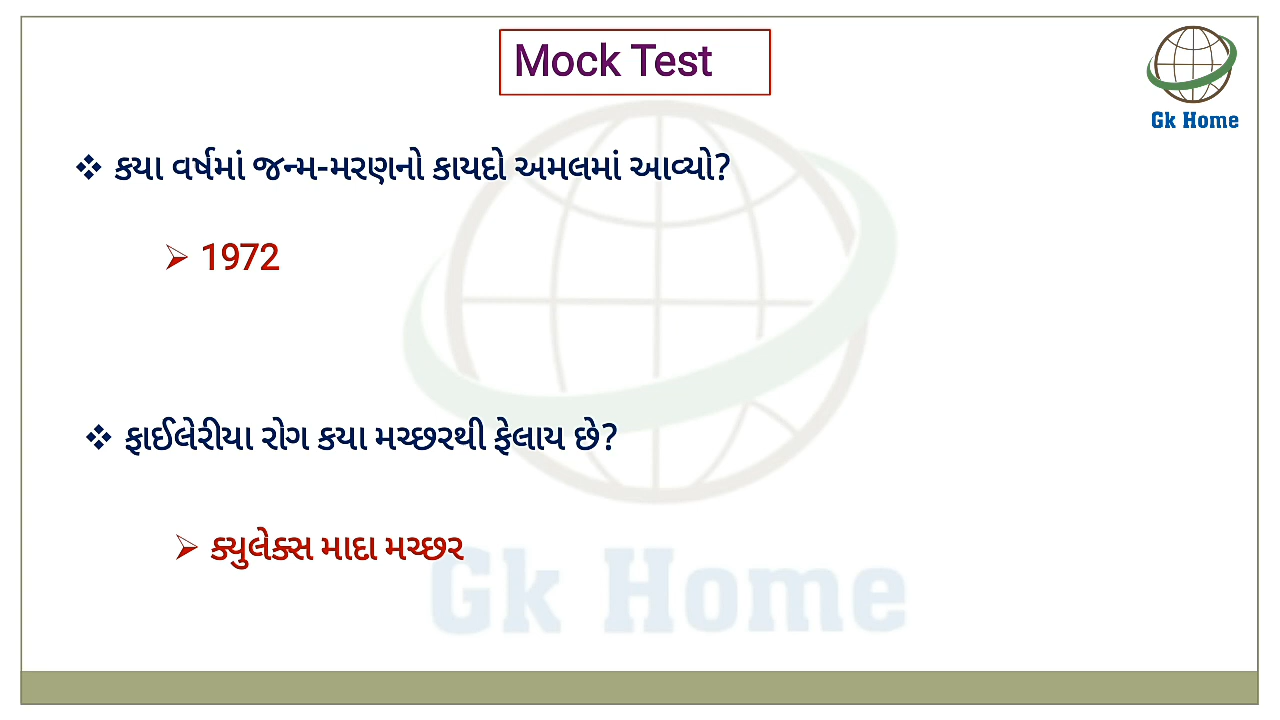 Mock Test
Gk Home
❖ ક્યા વર્ષમાં જન્મ-મરણનો કાયદો અમલમાં આવ્યો?
➢ 1972
❖ ફાઈલેરીયા રોગ કયા મચ્છરથી ફેલાય છે?
➢ ક્યુલેક્સ માદા મચ્છર
Gk Home